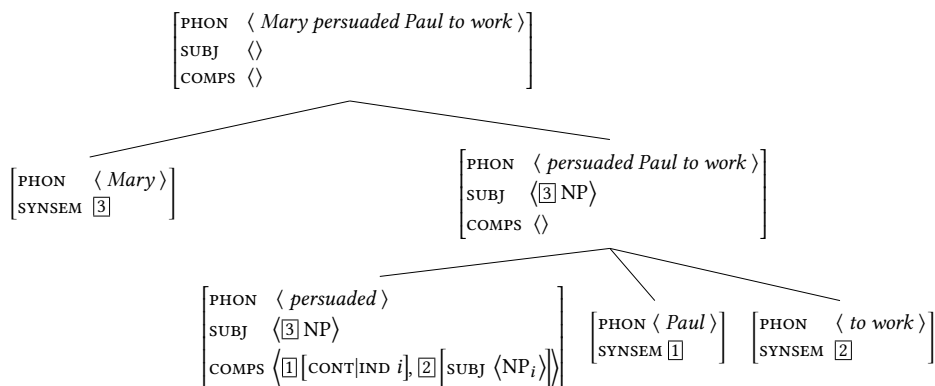 PHON ⟨ Mary persuaded Paul to work ⟩
SUBJ ⟨⟩
COMPS ⟨⟩
PHON ⟨ Mary ⟩
SYNSEM 3
PHON ⟨ persuaded Paul to work ⟩
SUBJ ⟨3 NP⟩
COMPS ⟨⟩
PHON ⟨ persuaded ⟩
SUBJ ⟨3 NP⟩
COMPS ⟨1[CONT|IND i], 2[SUBJ ⟨NPᵢ⟩]⟩
PHON ⟨ Paul ⟩
SYNSEM 1
PHON ⟨ to work ⟩
SYNSEM 2